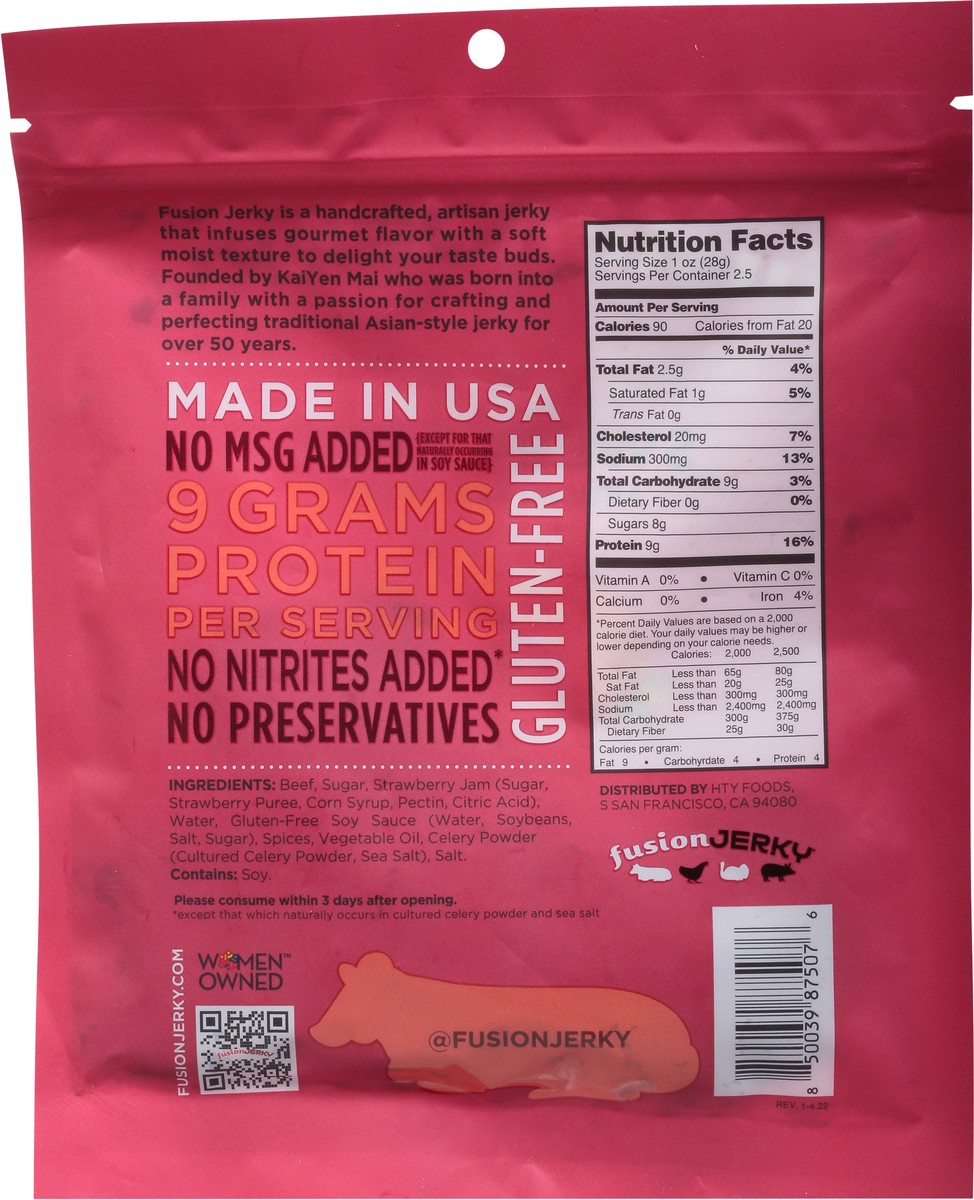 Fusion Jerky is a handcrafted, artisan jerky
that infuses gourmet flavor with a soft
moist texture to delight your taste buds.
Founded by KaiYen Mai who was born into
a family with a passion for crafting and
perfecting traditional Asian-style jerky for
over 50 years.
MADE IN USA
NO MSG ADDED {EXCEPT FOR THAT
NATURALLY OCCURRING
IN SOY SAUCE}
9 GRAMS
PROTEIN
PER SERVING
NO NITRITES ADDED*
NO PRESERVATIVES
GLUTEN-FREE
INGREDIENTS: Beef, Sugar, Strawberry Jam (Sugar,
Strawberry Puree, Corn Syrup, Pectin, Citric Acid),
Water, Gluten-Free Soy Sauce (Water, Soybeans,
Salt, Sugar), Spices, Vegetable Oil, Celery Powder
(Cultured Celery Powder, Sea Salt), Salt.
Contains: Soy.
Please consume within 3 days after opening.
*except that which naturally occurs in cultured celery powder and sea salt
FUSIONJERKY.COM
WOMEN™
OWNED
fusionJERKY
@FUSIONJERKY
Nutrition Facts
Serving Size 1 oz (28g)
Servings Per Container 2.5
Amount Per Serving
Calories 90 Calories from Fat 20
% Daily Value*
Total Fat 2.5g 4%
Saturated Fat 1g 5%
Trans Fat 0g
Cholesterol 20mg 7%
Sodium 300mg 13%
Total Carbohydrate 9g 3%
Dietary Fiber 0g 0%
Sugars 8g
Protein 9g 16%
Vitamin A 0% • Vitamin C 0%
Calcium 0% • Iron 4%
*Percent Daily Values are based on a 2,000
calorie diet. Your daily values may be higher or
lower depending on your calorie needs.
Calories: 2,000 2,500
Total Fat Less than 65g 80g
Sat Fat Less than 20g 25g
Cholesterol Less than 300mg 300mg
Sodium Less than 2,400mg 2,400mg
Total Carbohydrate 300g 375g
Dietary Fiber 25g 30g
Calories per gram:
Fat 9 • Carbohyrdate 4 • Protein 4
DISTRIBUTED BY HTY FOODS,
S SAN FRANCISCO, CA 94080
fusionJERKY
8 50039 87507 6
REV. 1-4.22